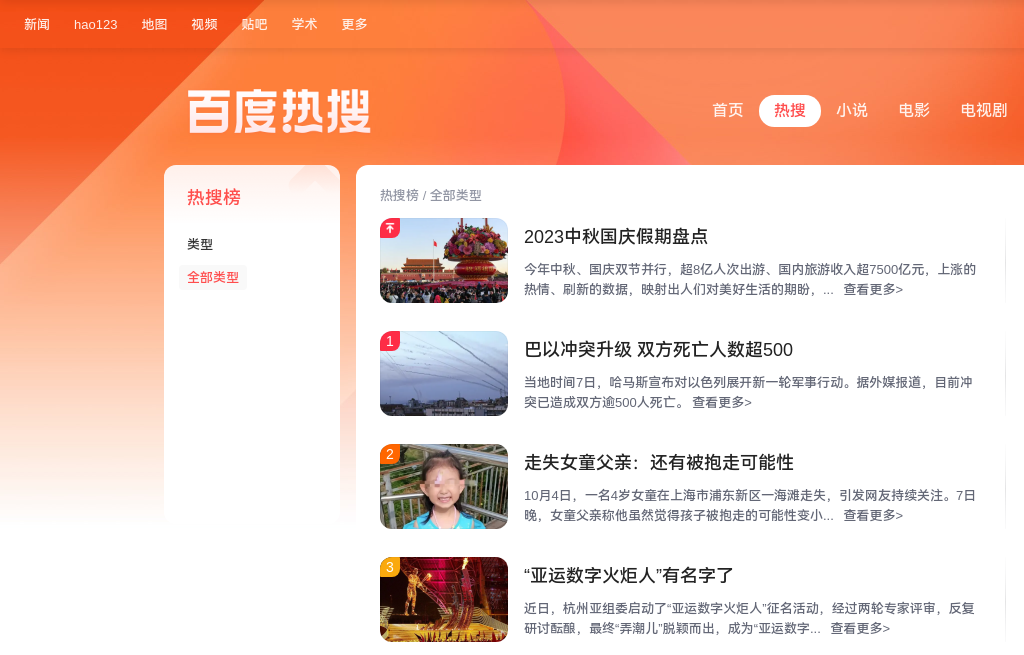 新闻 hao123 地图 视频 贴吧 学术 更多
百度热搜
首页 热搜 小说 电影 电视剧
热搜榜
类型
全部类型
热搜榜 / 全部类型
2023中秋国庆假期盘点
今年中秋、国庆双节并行，超8亿人次出游、国内旅游收入超7500亿元，上涨的
热情、刷新的数据，映射出人们对美好生活的期盼，... 查看更多>
1
巴以冲突升级 双方死亡人数超500
当地时间7日，哈马斯宣布对以色列展开新一轮军事行动。据外媒报道，目前冲
突已造成双方逾500人死亡。 查看更多>
2
走失女童父亲：还有被抱走可能性
10月4日，一名4岁女童在上海市浦东新区一海滩走失，引发网友持续关注。7日
晚，女童父亲称他虽然觉得孩子被抱走的可能性变小... 查看更多>
3
“亚运数字火炬人”有名字了
近日，杭州亚组委启动了“亚运数字火炬人”征名活动，经过两轮专家评审，反复
研讨酝酿，最终“弄潮儿”脱颖而出，成为“亚运数字... 查看更多>